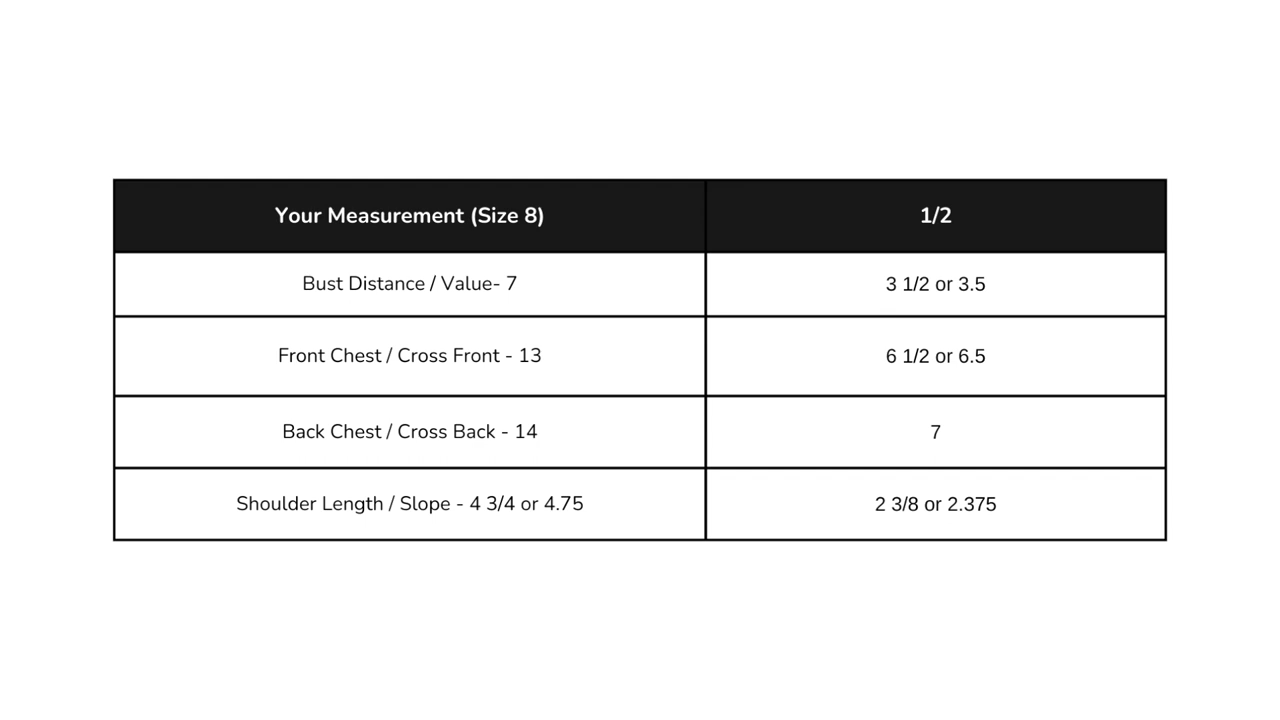 Your Measurement (Size 8)
1/2
Bust Distance / Value- 7
3 1/2 or 3.5
Front Chest / Cross Front - 13
6 1/2 or 6.5
Back Chest / Cross Back - 14
7
Shoulder Length / Slope - 4 3/4 or 4.75
2 3/8 or 2.375